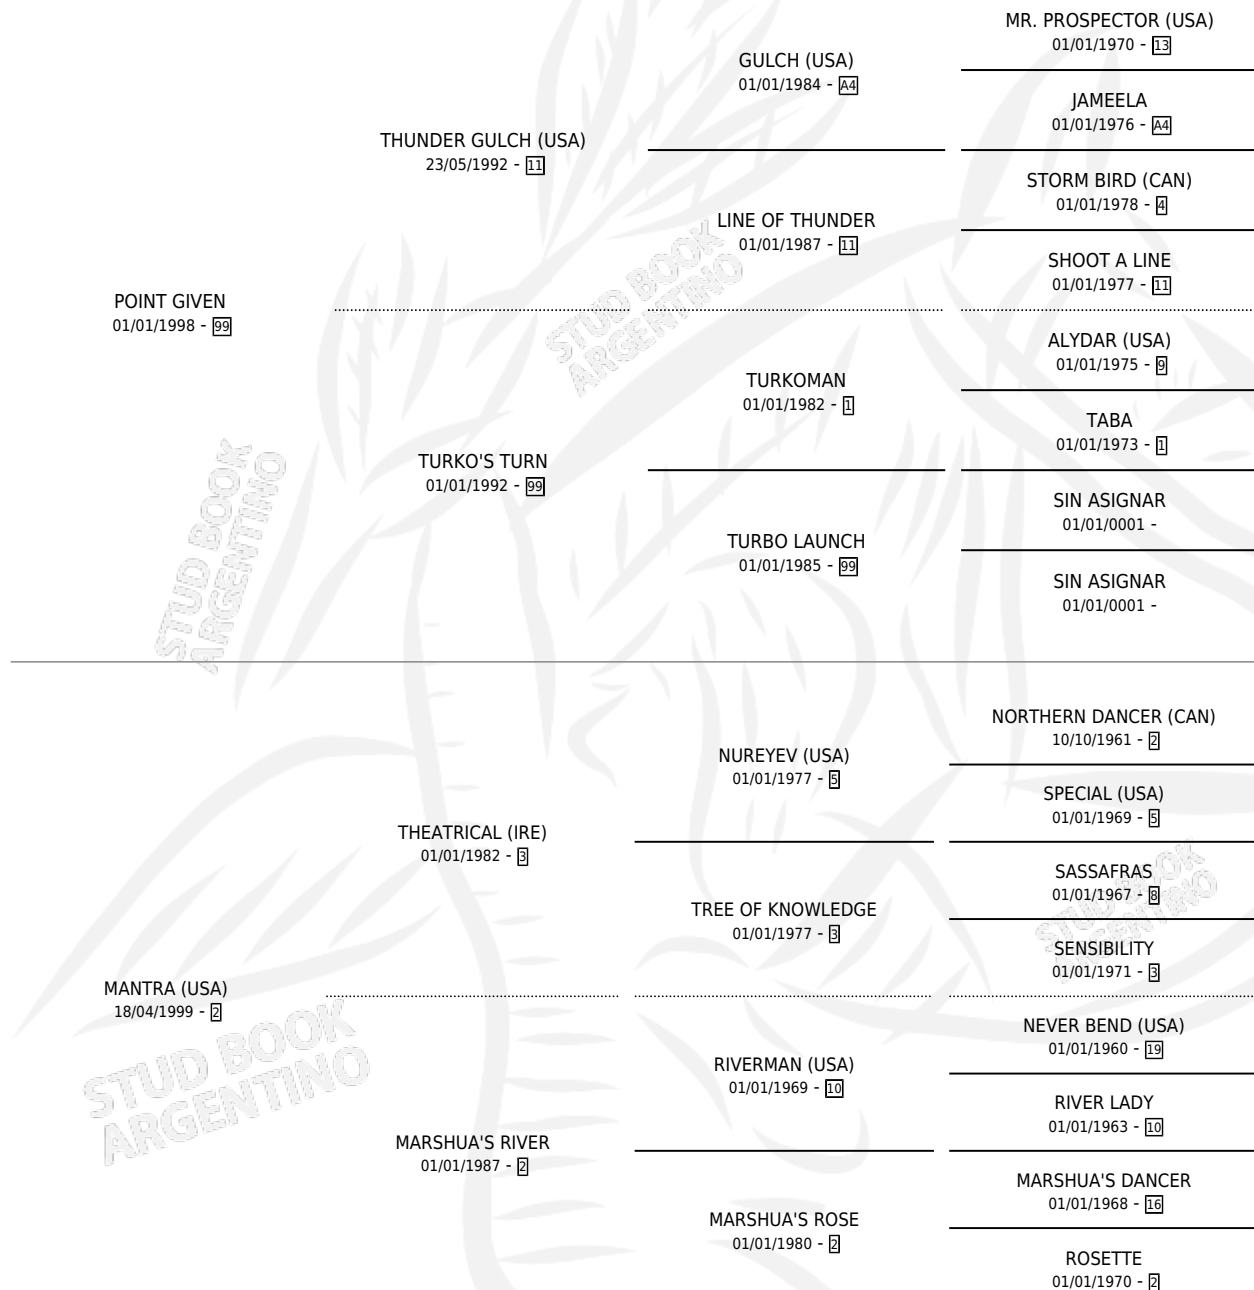 MR. PROSPECTOR (USA)
01/01/1970 - 13
GULCH (USA)
01/01/1984 - A4
JAMEELA
01/01/1976 - A4
THUNDER GULCH (USA)
23/05/1992 - 11
STORM BIRD (CAN)
01/01/1978 - 4
LINE OF THUNDER
01/01/1987 - 11
SHOOT A LINE
01/01/1977 - 11
POINT GIVEN
01/01/1998 - 99
STUD BOOK
ARGENTINO
ALYDAR (USA)
01/01/1975 - 9
TURKOMAN
01/01/1982 - 1
TABA
01/01/1973 - 1
TURKO'S TURN
01/01/1992 - 99
SIN ASIGNAR
01/01/0001 -
TURBO LAUNCH
01/01/1985 - 99
SIN ASIGNAR
01/01/0001 -
STUD BOOK
ARGENTINO
NORTHERN DANCER (CAN)
10/10/1961 - 2
NUREYEV (USA)
01/01/1977 - 5
SPECIAL (USA)
01/01/1969 - 5
THEATRICAL (IRE)
01/01/1982 - 3
SASSAFRAS
01/01/1967 - 8
TREE OF KNOWLEDGE
01/01/1977 - 3
STUD BOOK
ARGENTINO
SENSIBILITY
01/01/1971 - 3
MANTRA (USA)
18/04/1999 - 2
STUD BOOK
ARGENTINO
NEVER BEND (USA)
01/01/1960 - 19
RIVERMAN (USA)
01/01/1969 - 10
RIVER LADY
01/01/1963 - 10
MARSHUA'S RIVER
01/01/1987 - 2
MARSHUA'S DANCER
01/01/1968 - 16
MARSHUA'S ROSE
01/01/1980 - 2
ROSETTE
01/01/1970 - 2